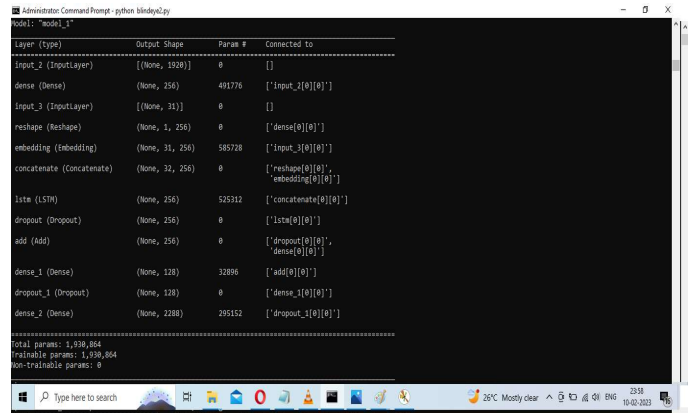 Administrator: Command Prompt - python blindeye2.py
Model: "model_1"
Layer (type) Output Shape Param # Connected to
input_2 (InputLayer) [(None, 1920)] 0 []
dense (Dense) (None, 256) 491776 ['input_2[0][0]']
input_3 (InputLayer) [(None, 31)] 0 []
reshape (Reshape) (None, 1, 256) 0 ['dense[0][0]']
embedding (Embedding) (None, 31, 256) 585728 ['input_3[0][0]']
concatenate (Concatenate) (None, 32, 256) 0 ['reshape[0][0]',
'embedding[0][0]']
lstm (LSTM) (None, 256) 525312 ['concatenate[0][0]']
dropout (Dropout) (None, 256) 0 ['lstm[0][0]']
add (Add) (None, 256) 0 ['dropout[0][0]',
'dense[0][0]']
dense_1 (Dense) (None, 128) 32896 ['add[0][0]']
dropout_1 (Dropout) (None, 128) 0 ['dense_1[0][0]']
dense_2 (Dense) (None, 2288) 295152 ['dropout_1[0][0]']
Total params: 1,930,864
Trainable params: 1,930,864
Non-trainable params: 0
Type here to search 26°C Mostly clear ENG 23:58
10-02-2023